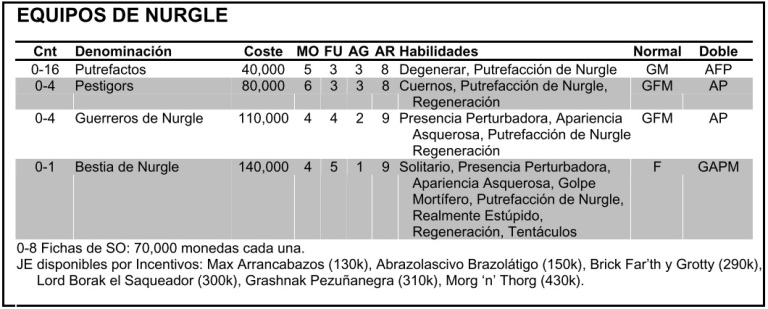 EQUIPOS DE NURGLE
Cnt Denominación Coste MO FU AG AR Habilidades Normal Doble
0-16 Putrefactos 40,000 5 3 3 8 Degenerar, Putrefacción de Nurgle GM AFP
0-4 Pestigors 80,000 6 3 3 8 Cuernos, Putrefacción de Nurgle, GFM AP
Regeneración
0-4 Guerreros de Nurgle 110,000 4 4 2 9 Presencia Perturbadora, Apariencia GFM AP
Asquerosa, Putrefacción de Nurgle
Regeneración
0-1 Bestia de Nurgle 140,000 4 5 1 9 Solitario, Presencia Perturbadora, F GAPM
Apariencia Asquerosa, Golpe
Mortífero, Putrefacción de Nurgle,
Realmente Estúpido,
Regeneración, Tentáculos
0-8 Fichas de SO: 70,000 monedas cada una.
JE disponibles por Incentivos: Max Arrancabazos (130k), Abrazolascivo Brazolátigo (150k), Brick Far'th y Grotty (290k),
Lord Borak el Saqueador (300k), Grashnak Pezuñanegra (310k), Morg 'n' Thorg (430k).